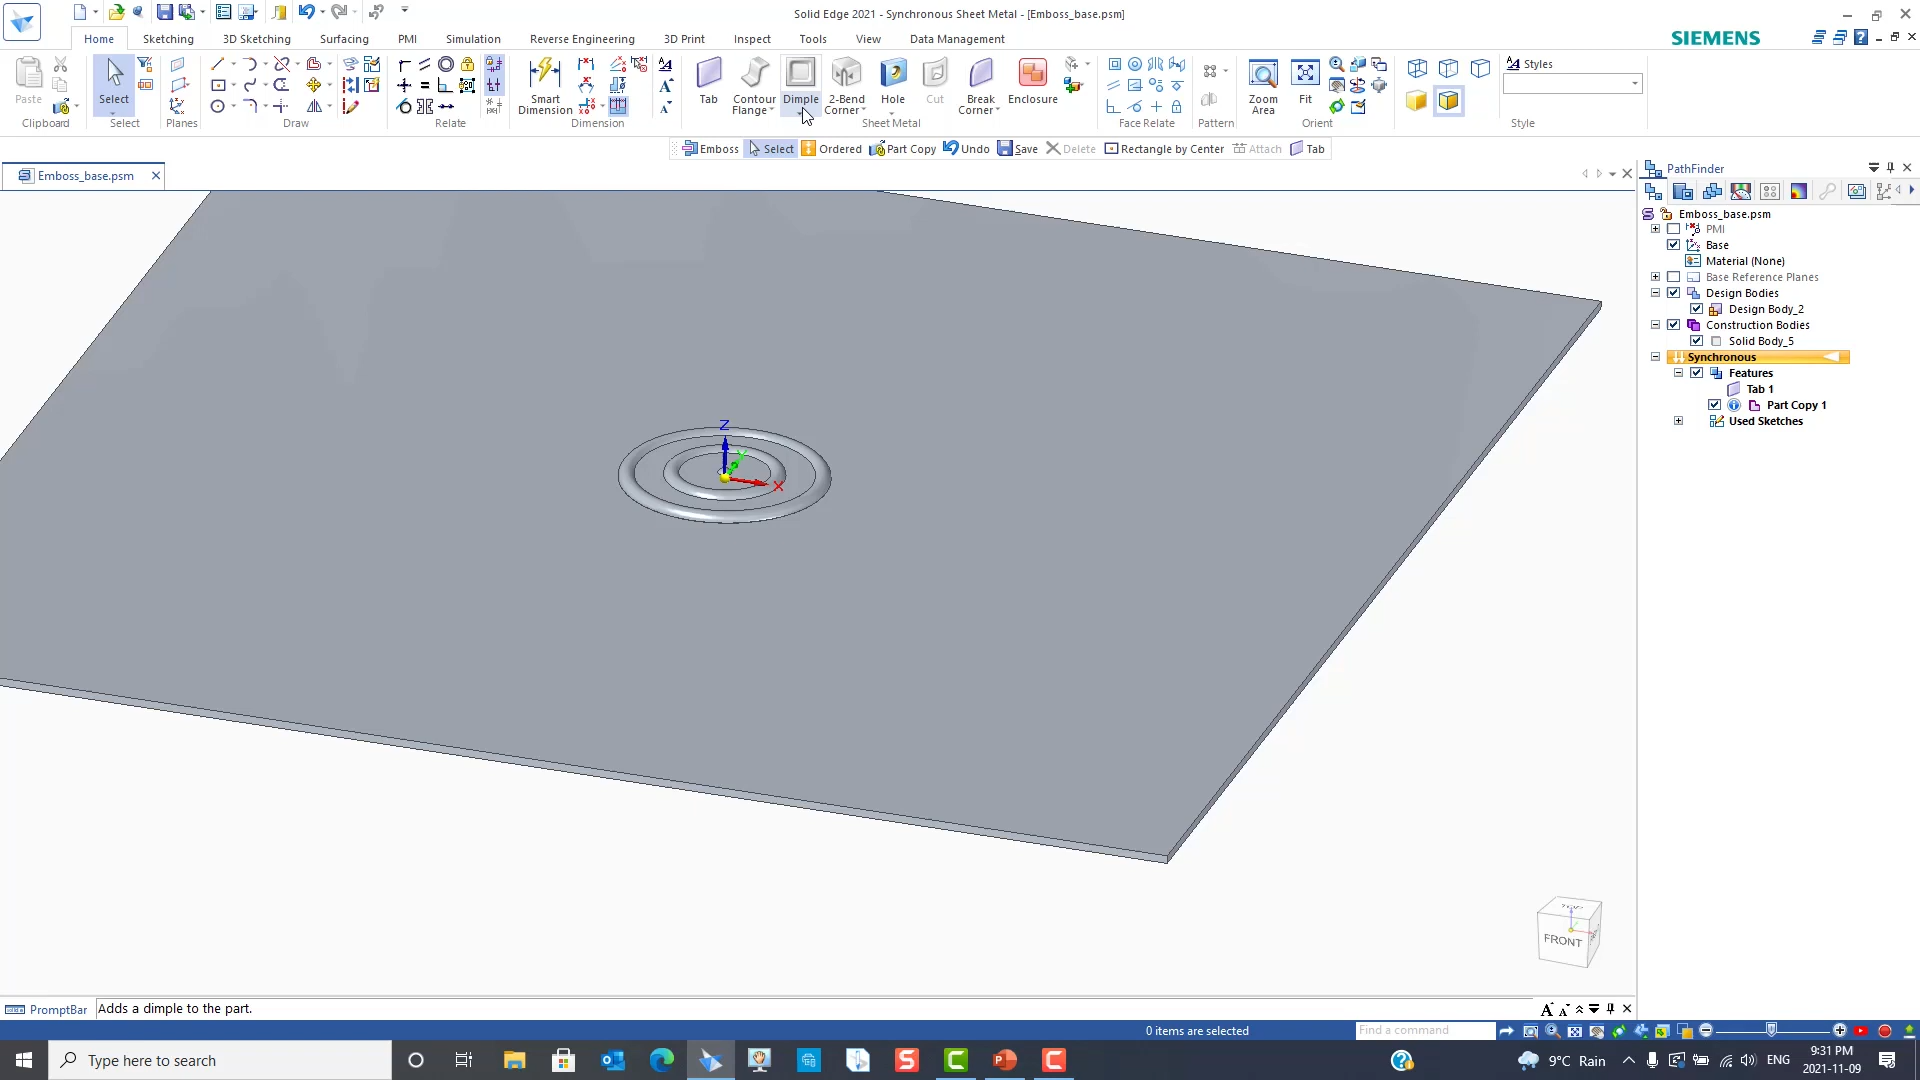 Solid Edge 2021 - Synchronous Sheet Metal - [Emboss_base.psm]
Home Sketching 3D Sketching Surfacing PMI Simulation Reverse Engineering 3D Print Inspect Tools View Data Management
SIEMENS
Paste
Select
Smart Dimension
Tab
Contour Flange
Dimple
2-Bend Corner
Hole
Cut
Break Corner
Enclosure
Zoom Area
Fit
Styles
Clipboard Select Planes Draw Relate Dimension Sheet Metal Face Relate Pattern Orient Style
Emboss Select Ordered Part Copy Undo Save Delete Rectangle by Center Attach Tab
Emboss_base.psm
PathFinder
Emboss_base.psm
PMI
Base
Material (None)
Base Reference Planes
Design Bodies
Design Body_2
Construction Bodies
Solid Body_5
Synchronous
Features
Tab 1
Part Copy 1
Used Sketches
Z
Y
X
TOP
FRONT
PromptBar Adds a dimple to the part.
0 items are selected
Find a command
Type here to search
9°C Rain
ENG
9:31 PM
2021-11-09